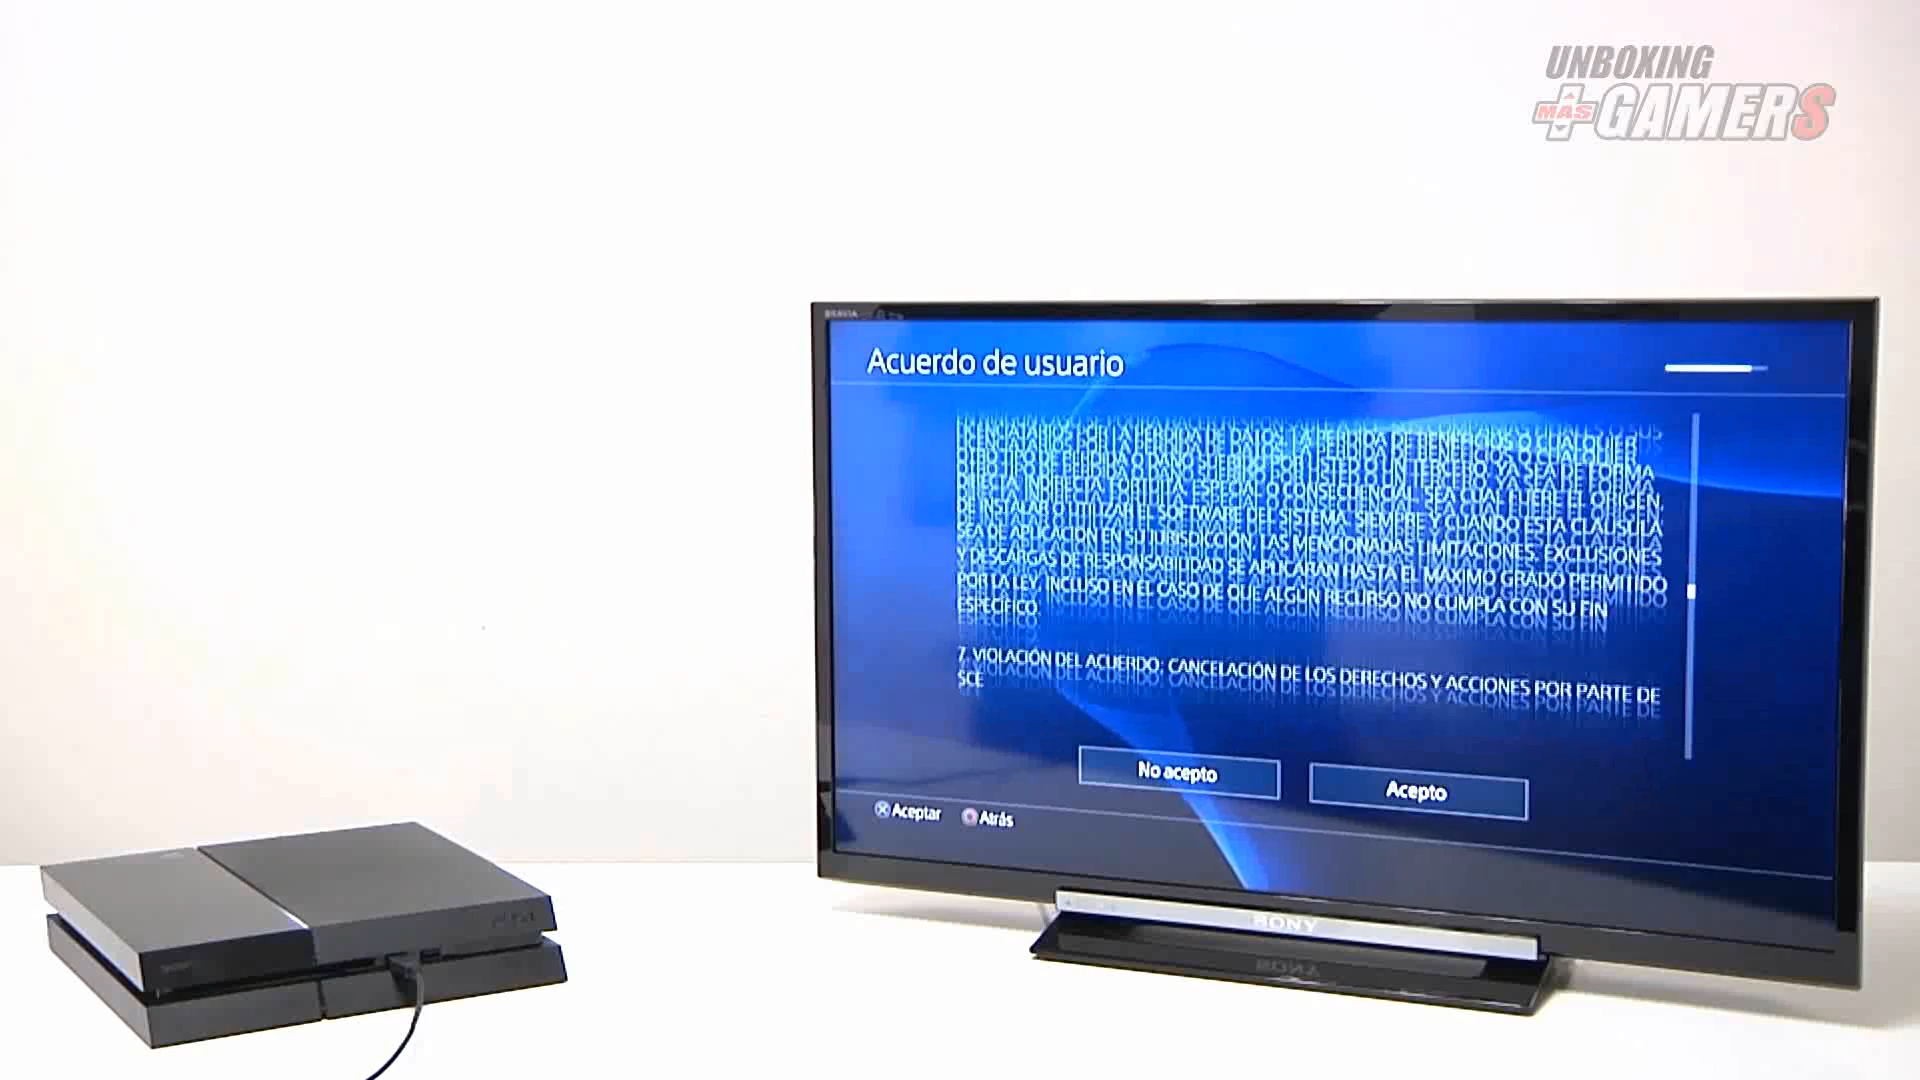 UNBOXING
MAS GAMERS
BRAVIA
Acuerdo de usuario
LICENCIATARIOS POR LA PÉRDIDA DE DATOS, LA PÉRDIDA DE BENEFICIOS O CUALQUIER
OTRO TIPO DE PÉRDIDA O DAÑO SUFRIDO POR USTED O UN TERCERO, YA SEA DE FORMA
DIRECTA, INDIRECTA, FORTUITA, ESPECIAL O CONSECUENCIAL, SEA CUAL FUERE EL ORIGEN,
DE INSTALAR O UTILIZAR EL SOFTWARE DEL SISTEMA, SIEMPRE Y CUANDO ESTA CLÁUSULA
SEA DE APLICACIÓN EN SU JURISDICCIÓN. LAS MENCIONADAS LIMITACIONES, EXCLUSIONES
Y DESCARGAS DE RESPONSABILIDAD SE APLICARÁN HASTA EL MÁXIMO GRADO PERMITIDO
POR LA LEY, INCLUSO EN EL CASO DE QUE ALGÚN RECURSO NO CUMPLA CON SU FIN
ESPECÍFICO.
7. VIOLACIÓN DEL ACUERDO; CANCELACIÓN DE LOS DERECHOS Y ACCIONES POR PARTE DE
SCE
No acepto
Acepto
Aceptar
Atrás
SONY